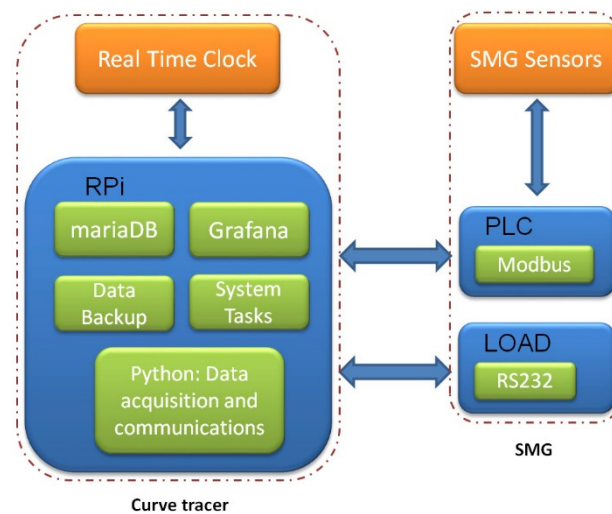 Real Time Clock
SMG Sensors
RPi
mariaDB
Grafana
Data
Backup
System
Tasks
Python: Data
acquisition and
communications
PLC
Modbus
LOAD
RS232
SMG
Curve tracer